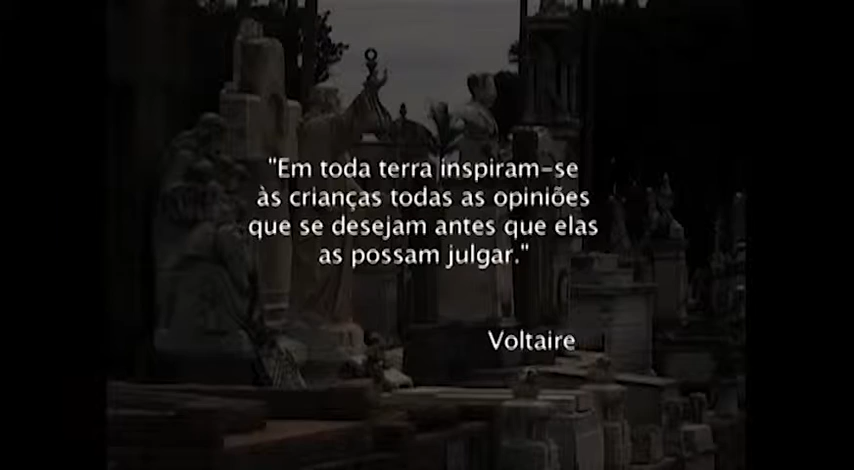 "Em toda terra inspiram-se
às crianças todas as opiniões
que se desejam antes que elas
as possam julgar."
Voltaire